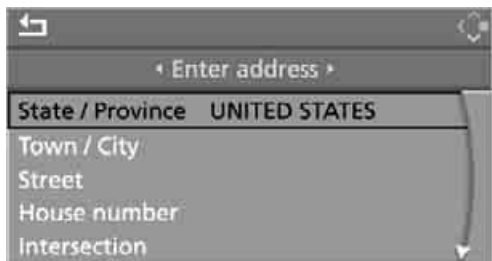 Enter address
State / Province UNITED STATES
Town / City
Street
House number
Intersection